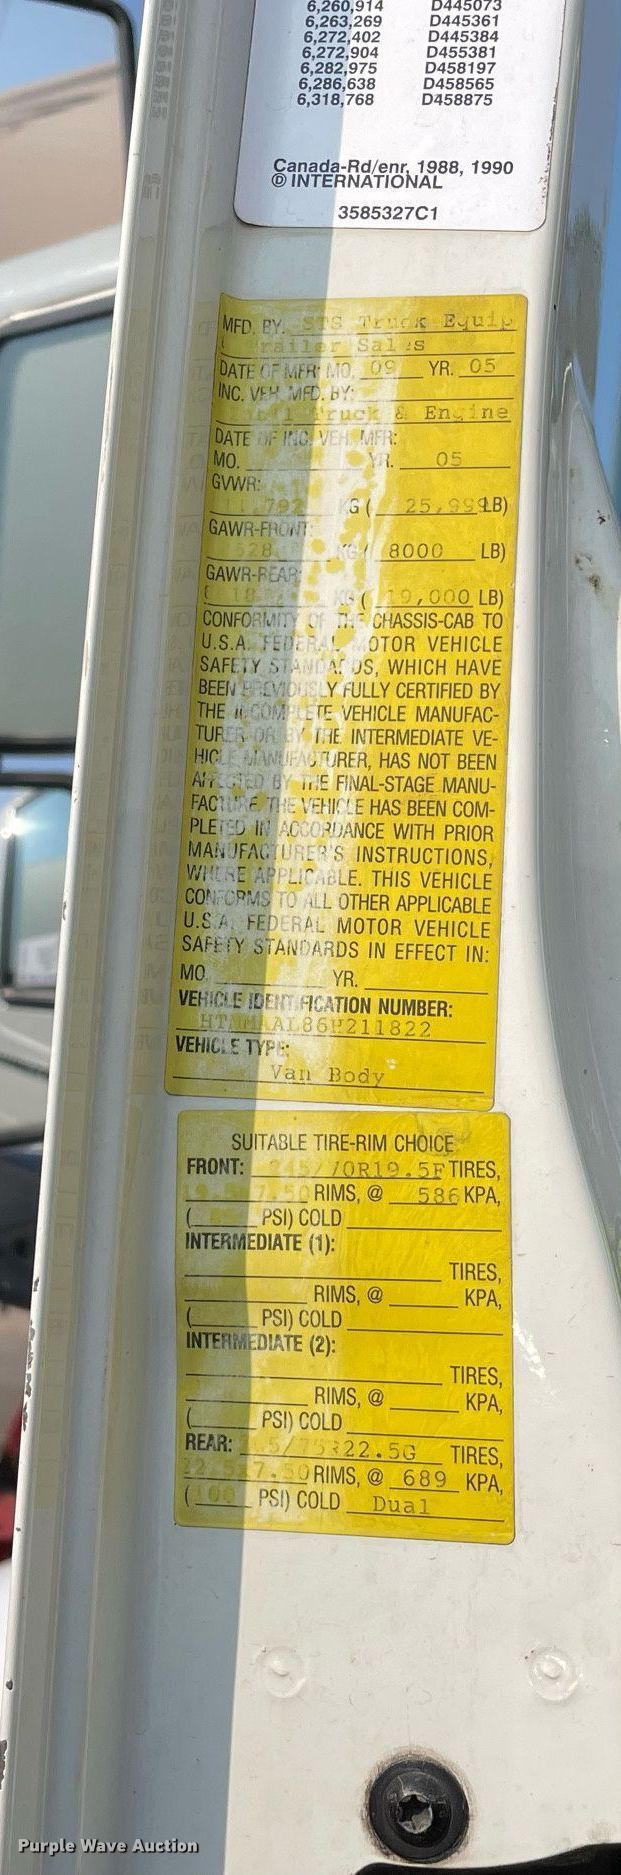 6,260,914 D445073
6,263,269 D445361
6,272,402 D445384
6,272,904 D455381
6,282,975 D458197
6,286,638 D458565
6,318,768 D458875
Canada-Rd/enr, 1988, 1990
© INTERNATIONAL
3585327C1
MFD. BY. STS Truck Equip
Trailer Sales
DATE OF MFR: MO. 09 YR. 05
INC. VEH. MFD. BY:
Truck & Engine
DATE OF INC. VEH. MFR:
MO. YR. 05
GVWR:
KG ( 25,999LB)
GAWR-FRONT:
KG ( 8000 LB)
GAWR-REAR:
KG ( 19,000 LB)
CONFORMITY OF THE CHASSIS-CAB TO
U.S.A. FEDERAL MOTOR VEHICLE
SAFETY STANDARDS, WHICH HAVE
BEEN PREVIOUSLY FULLY CERTIFIED BY
THE INCOMPLETE VEHICLE MANUFAC-
TURER OR BY THE INTERMEDIATE VE-
HICLE MANUFACTURER, HAS NOT BEEN
AFFECTED BY THE FINAL-STAGE MANU-
FACTURE. THE VEHICLE HAS BEEN COM-
PLETED IN ACCORDANCE WITH PRIOR
MANUFACTURER'S INSTRUCTIONS,
WHERE APPLICABLE. THIS VEHICLE
CONFORMS TO ALL OTHER APPLICABLE
U.S.A. FEDERAL MOTOR VEHICLE
SAFETY STANDARDS IN EFFECT IN:
MO. YR.
VEHICLE IDENTIFICATION NUMBER:
VEHICLE TYPE:
Van Body
SUITABLE TIRE-RIM CHOICE
FRONT: 245/70R19.5F TIRES,
RIMS, @ 586 KPA,
( PSI) COLD
INTERMEDIATE (1):
TIRES,
RIMS, @ KPA,
( PSI) COLD
INTERMEDIATE (2):
TIRES,
RIMS, @ KPA,
( PSI) COLD
REAR: TIRES,
22.5x7.50 RIMS, @ 689 KPA,
(100 PSI) COLD Dual
Purple Wave Auction